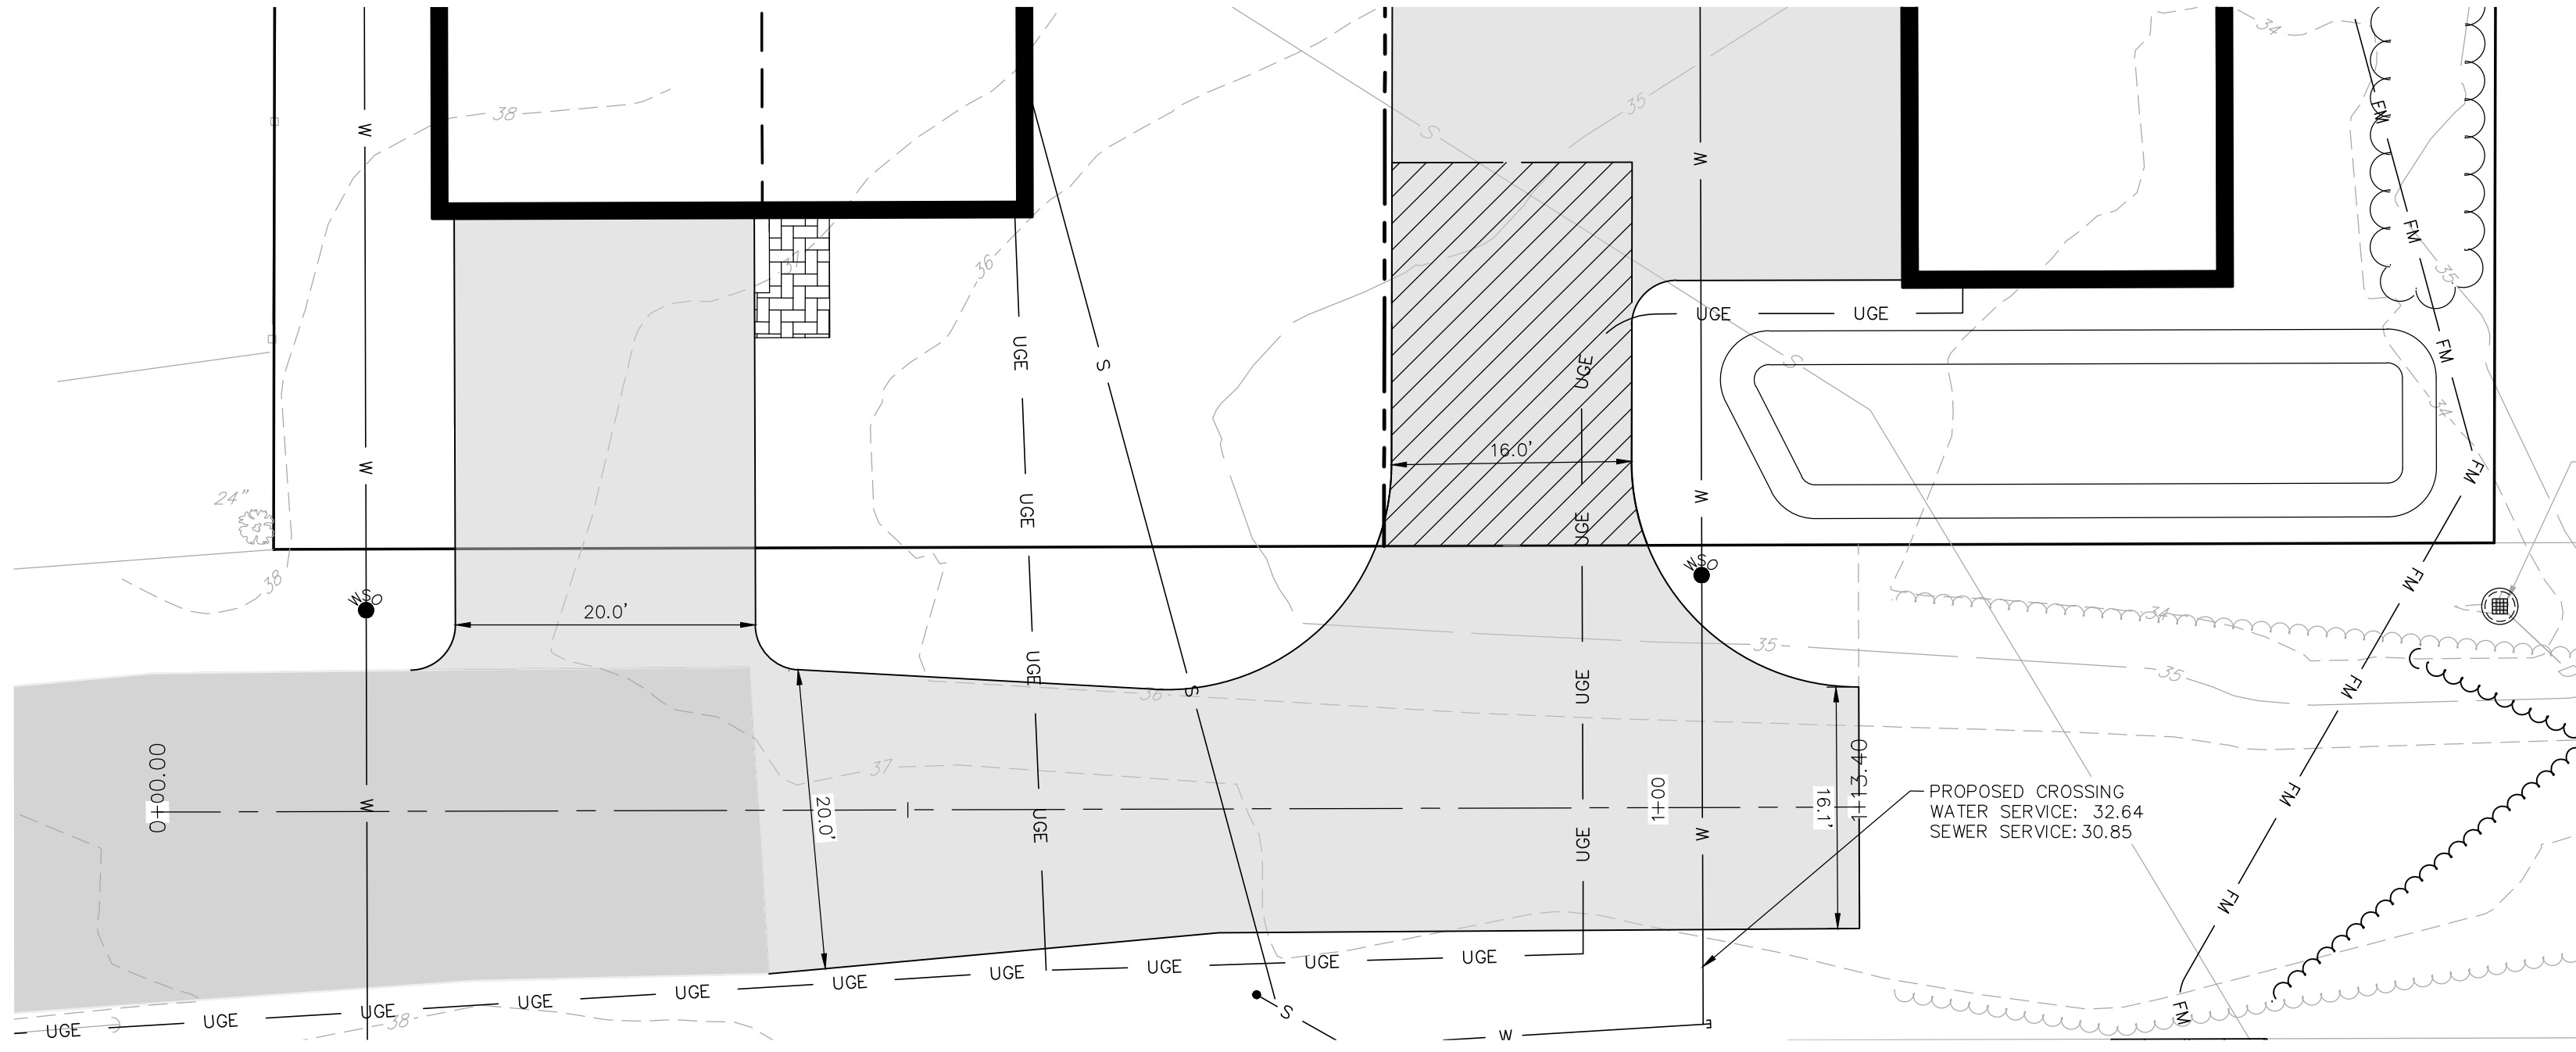 34
38
W
W
35
S
FM
37
36
FM
UGE
UGE
35
UGE
S
UGE
S
FM
34
16.0'
W
W
24"
FM
UGE
UGE
38
WSO
WSO
FM
20.0'
34
35
35
UGE
UGE
FM
S
36
0+00.00
37
20.0'
UGE
1+00
16.1'
1+13.40
W
W
UGE
FM
PROPOSED CROSSING
WATER SERVICE: 32.64
SEWER SERVICE: 30.85
FM
UGE
UGE
UGE
UGE
UGE
UGE
UGE
UGE
UGE
UGE
38
S
W
FM